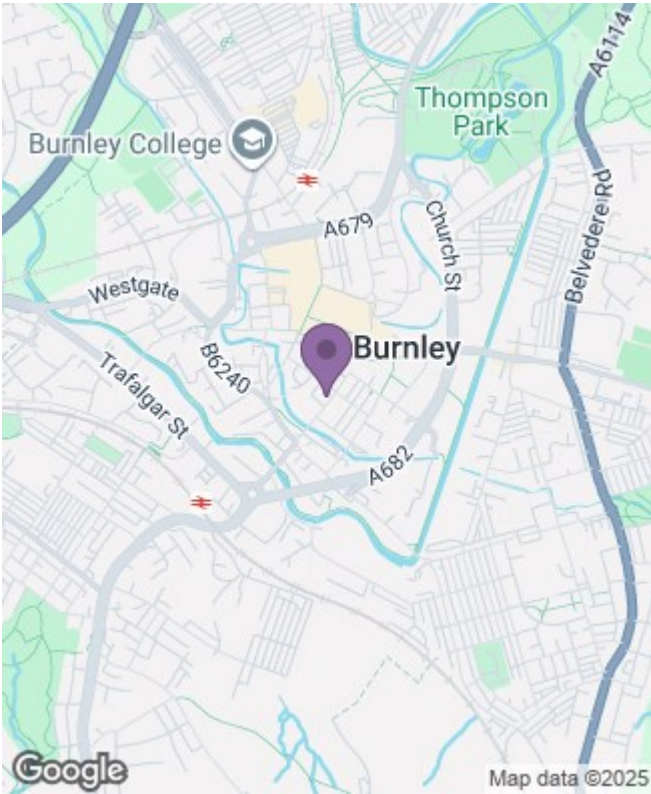 A6114
Thompson
Park
Burnley College
A679
Church St
Belvedere Rd
Westgate
Burnley
B6240
Trafalgar St
A682
Google
Map data ©2025